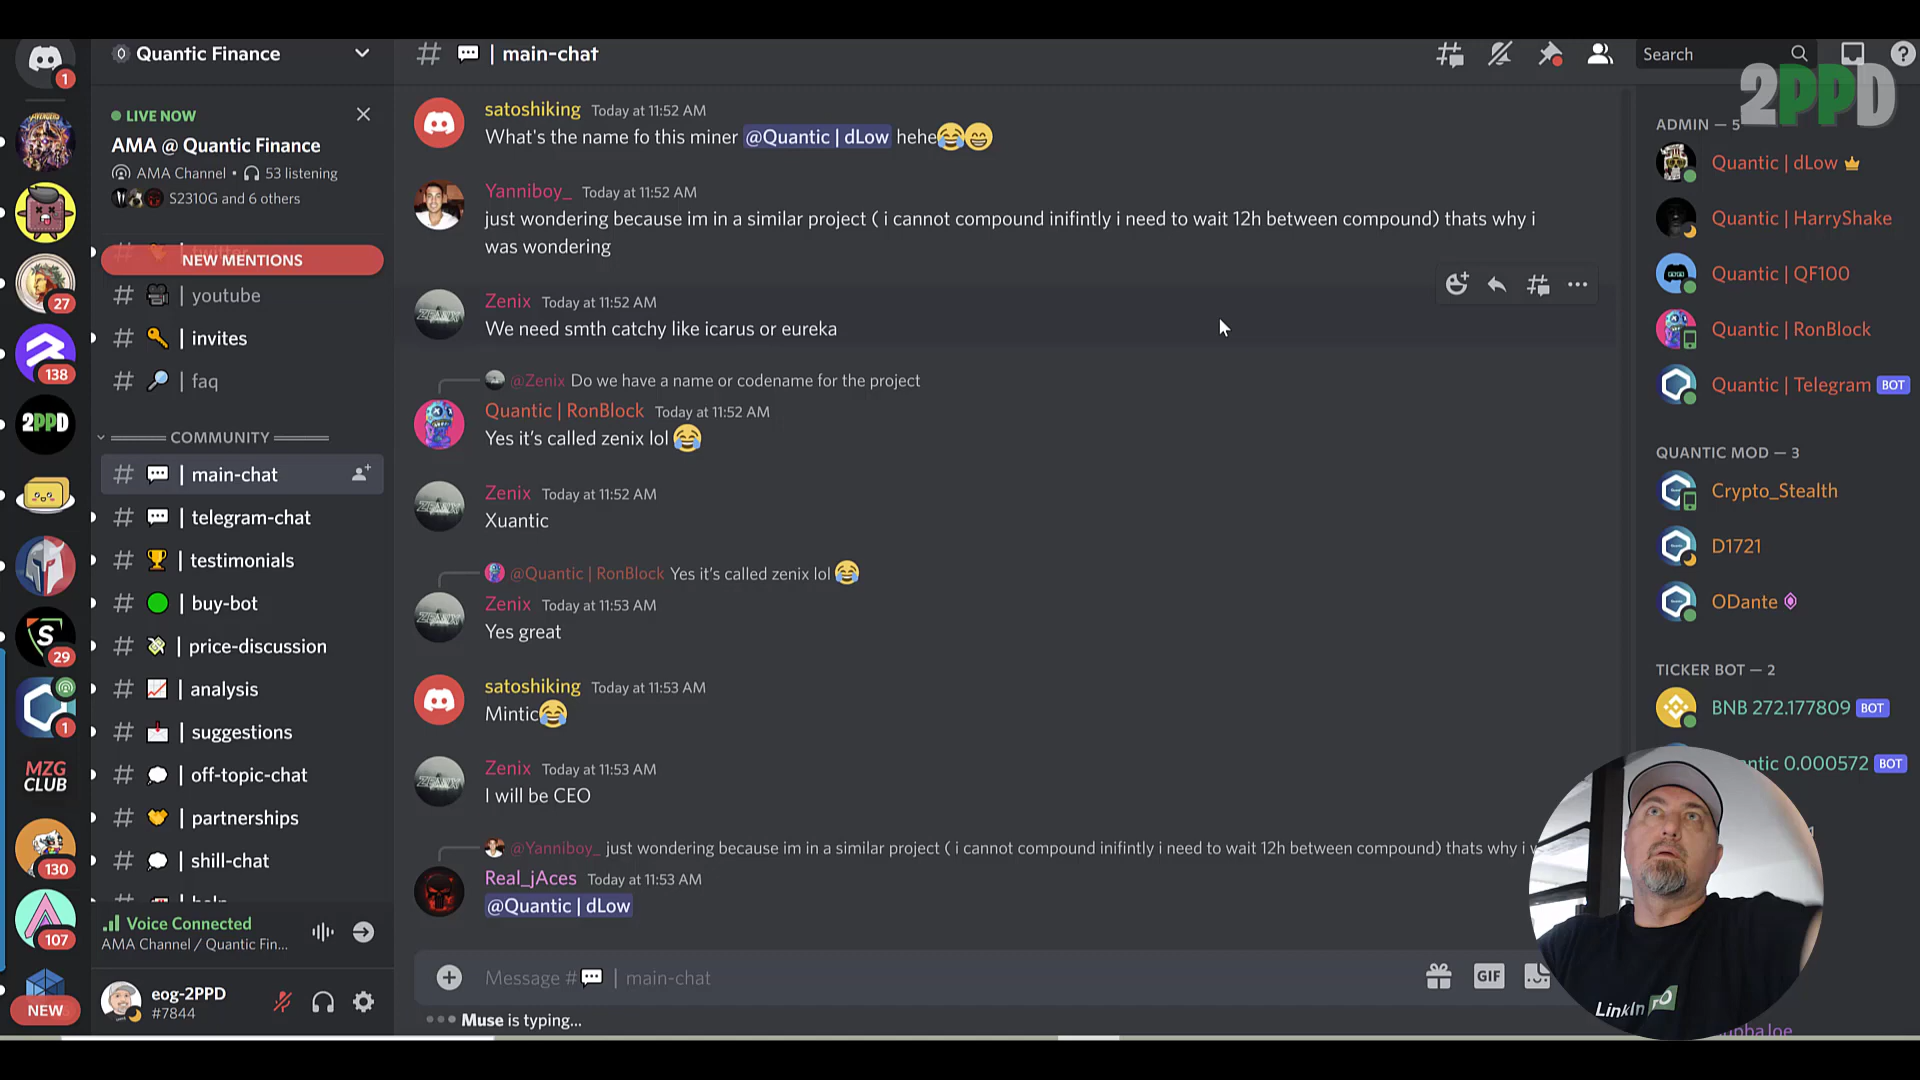 Quantic Finance
LIVE NOW
AMA @ Quantic Finance
AMA Channel • 53 listening
S2310G and 6 others
NEW MENTIONS
# | youtube
# | invites
# | faq
COMMUNITY
# | main-chat
# | telegram-chat
# | testimonials
# | buy-bot
# | price-discussion
# | analysis
# | suggestions
# | off-topic-chat
# | partnerships
# | shill-chat
Voice Connected
AMA Channel / Quantic Fin...
eog-2PPD
#7844
1
27
138
2PPD
S
29
1
MZG
CLUB
130
107
NEW
# | main-chat
Search
2PPD
satoshiking Today at 11:52 AM
What's the name fo this miner @Quantic | dLow hehe😂😁
Yanniboy_ Today at 11:52 AM
just wondering because im in a similar project ( i cannot compound inifintly i need to wait 12h between compound) thats why i
was wondering
Zenix Today at 11:52 AM
We need smth catchy like icarus or eureka
@Zenix Do we have a name or codename for the project
Quantic | RonBlock Today at 11:52 AM
Yes it's called zenix lol 😂
Zenix Today at 11:52 AM
Xuantic
@Quantic | RonBlock Yes it's called zenix lol 😂
Zenix Today at 11:53 AM
Yes great
satoshiking Today at 11:53 AM
Mintic😂
Zenix Today at 11:53 AM
I will be CEO
@Yanniboy_ just wondering because im in a similar project ( i cannot compound inifintly i need to wait 12h between compound) thats why i
Real_jAces Today at 11:53 AM
@Quantic | dLow
Message # | main-chat
GIF
Muse is typing...
ADMIN — 5
Quantic | dLow
Quantic | HarryShake
Quantic | QF100
Quantic | RonBlock
Quantic | Telegram BOT
QUANTIC MOD — 3
Crypto_Stealth
D1721
ODante
TICKER BOT — 2
BNB 272.177809 BOT
ntic 0.000572 BOT
LinkIn